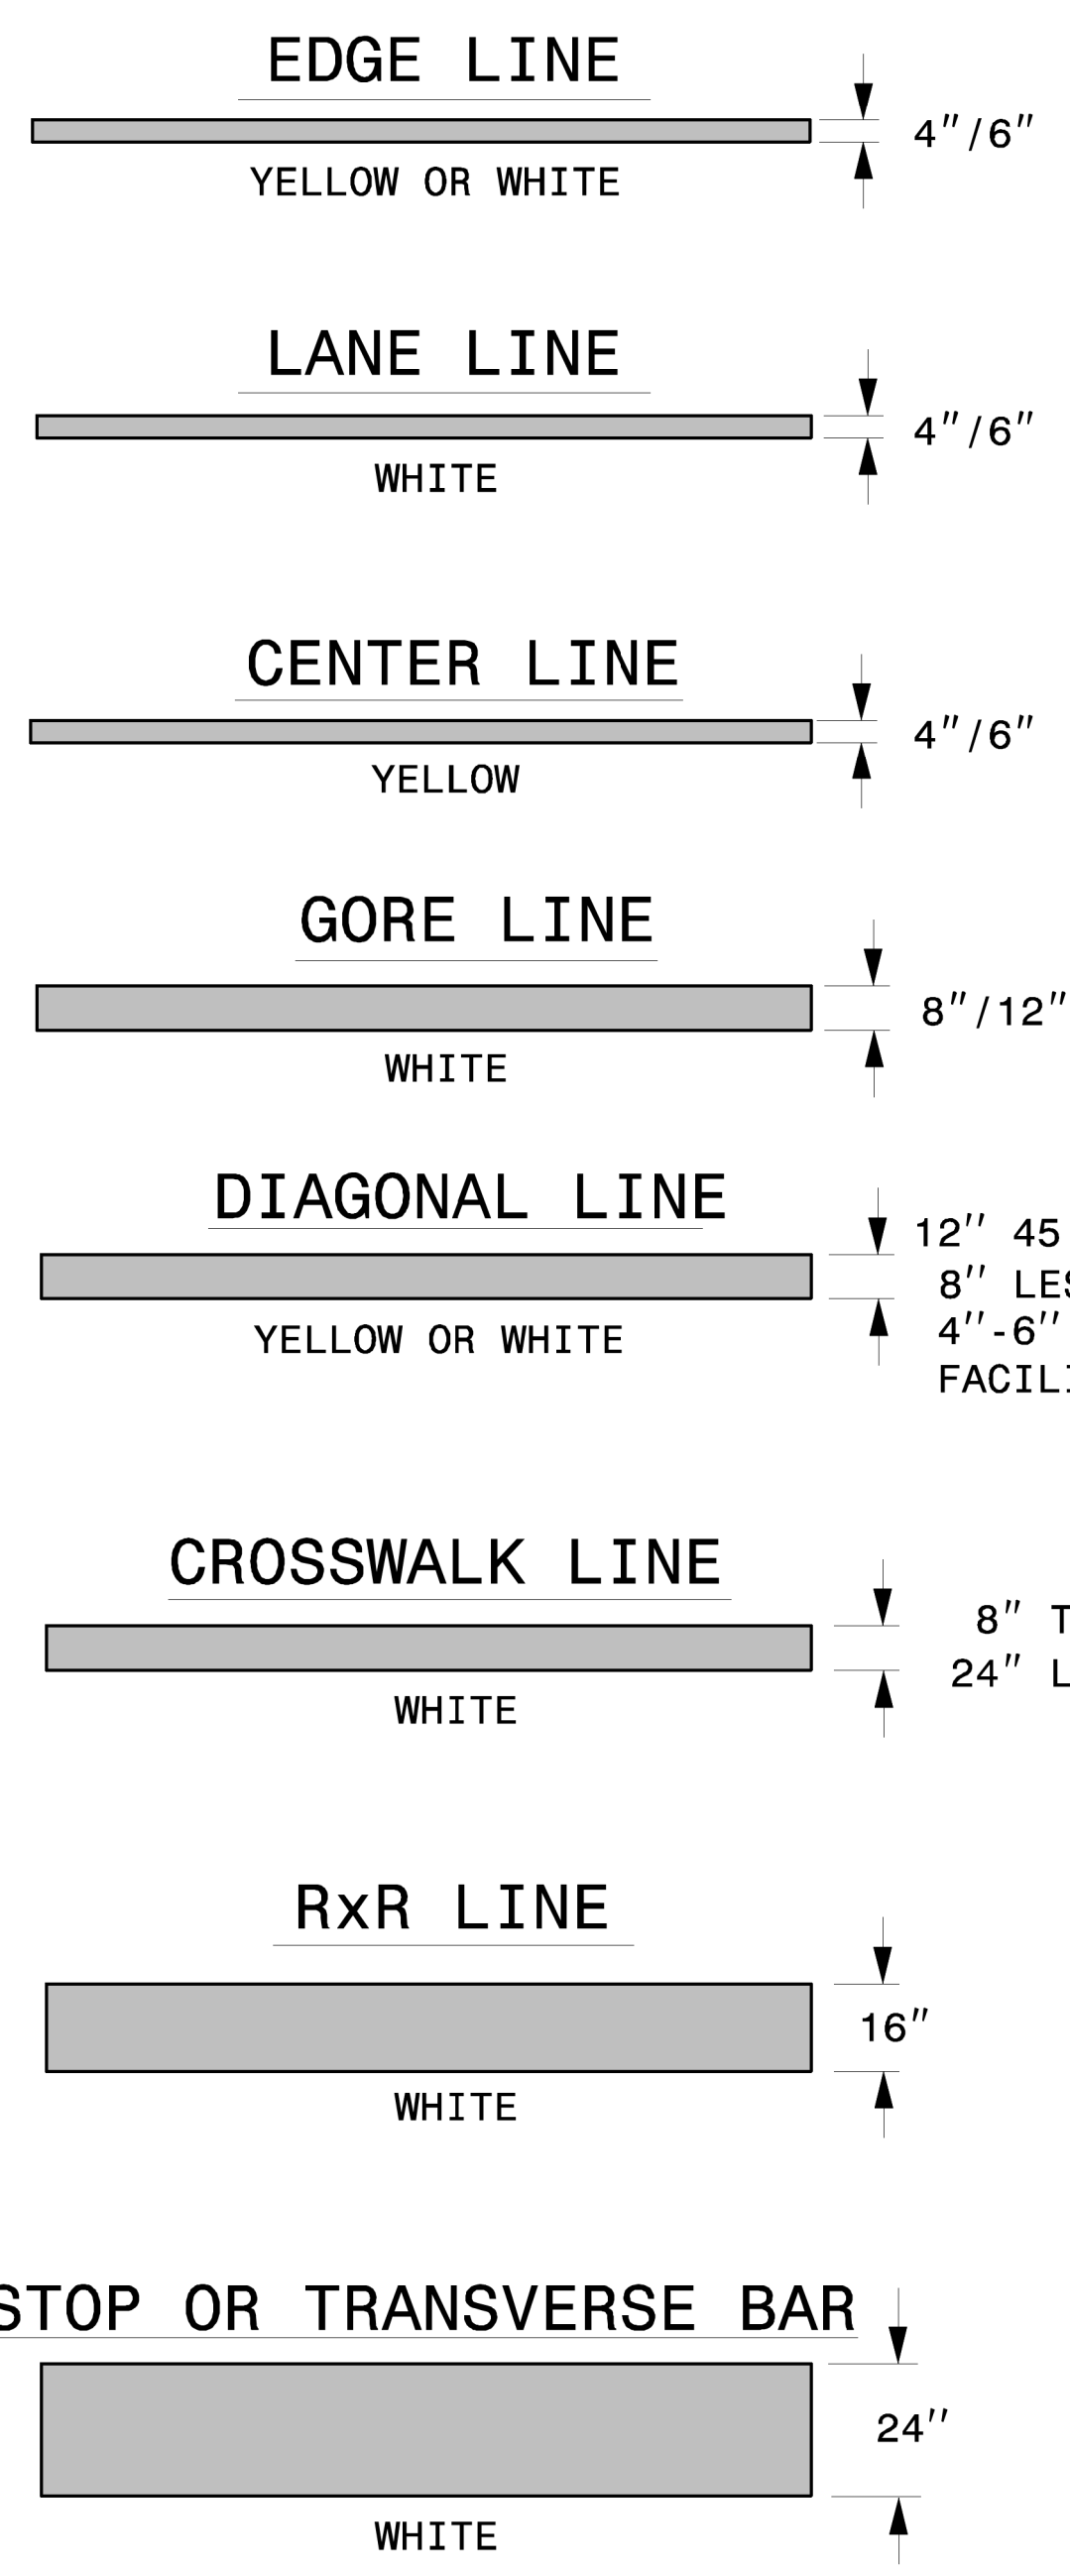 EDGE LINE
4"/6"
YELLOW OR WHITE
LANE LINE
4"/6"
WHITE
CENTER LINE
4"/6"
YELLOW
GORE LINE
8"/12"
WHITE
DIAGONAL LINE
12" 45
8"
4"-6"
YELLOW OR WHITE
CROSSWALK LINE
8"
24"
WHITE
RxR LINE
16"
WHITE
STOP OR TRANSVERSE BAR
24"
WHITE